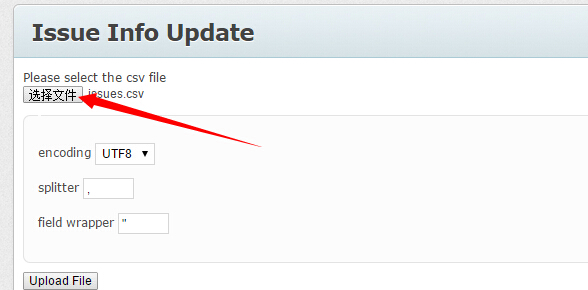 Issue Info Update
Please select the csv file
选择文件 issues.csv
encoding UTF8
splitter ,
field wrapper "
Upload File